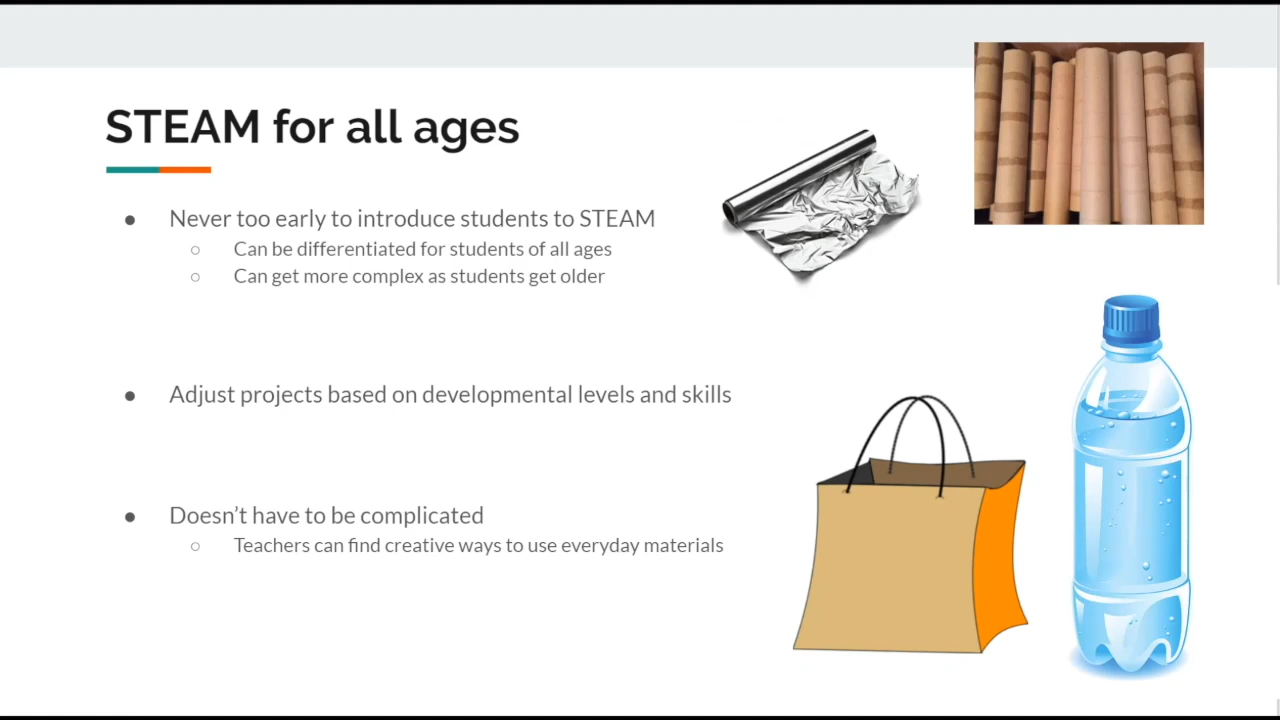 STEAM for all ages
● Never too early to introduce students to STEAM
○ Can be differentiated for students of all ages
○ Can get more complex as students get older
● Adjust projects based on developmental levels and skills
● Doesn’t have to be complicated
○ Teachers can find creative ways to use everyday materials